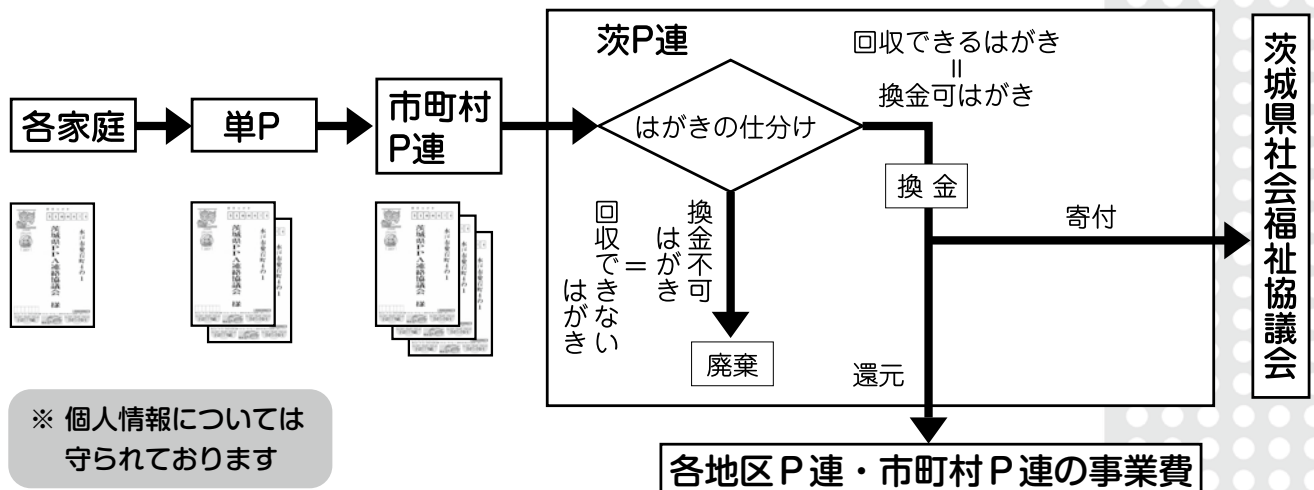 各家庭
単P
市町村
P連
茨P連
はがきの仕分け
回収できるはがき
＝
換金可はがき
換金
寄付
換金不可
はがき
＝
回収できない
はがき
廃棄
還元
茨城県社会福祉協議会
各地区P連・市町村P連の事業費
※ 個人情報については
守られております